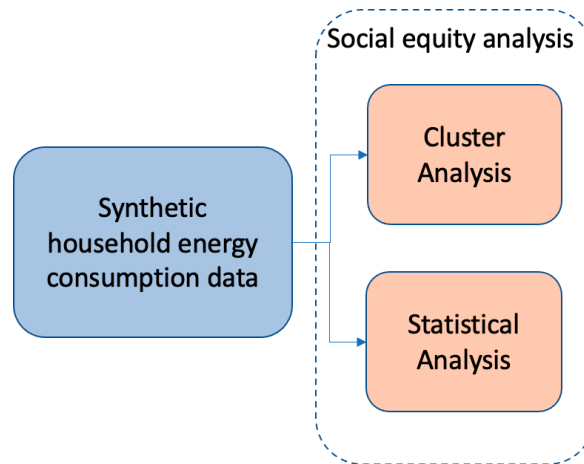 Social equity analysis
Cluster
Analysis
Synthetic
household energy
consumption data
Statistical
Analysis